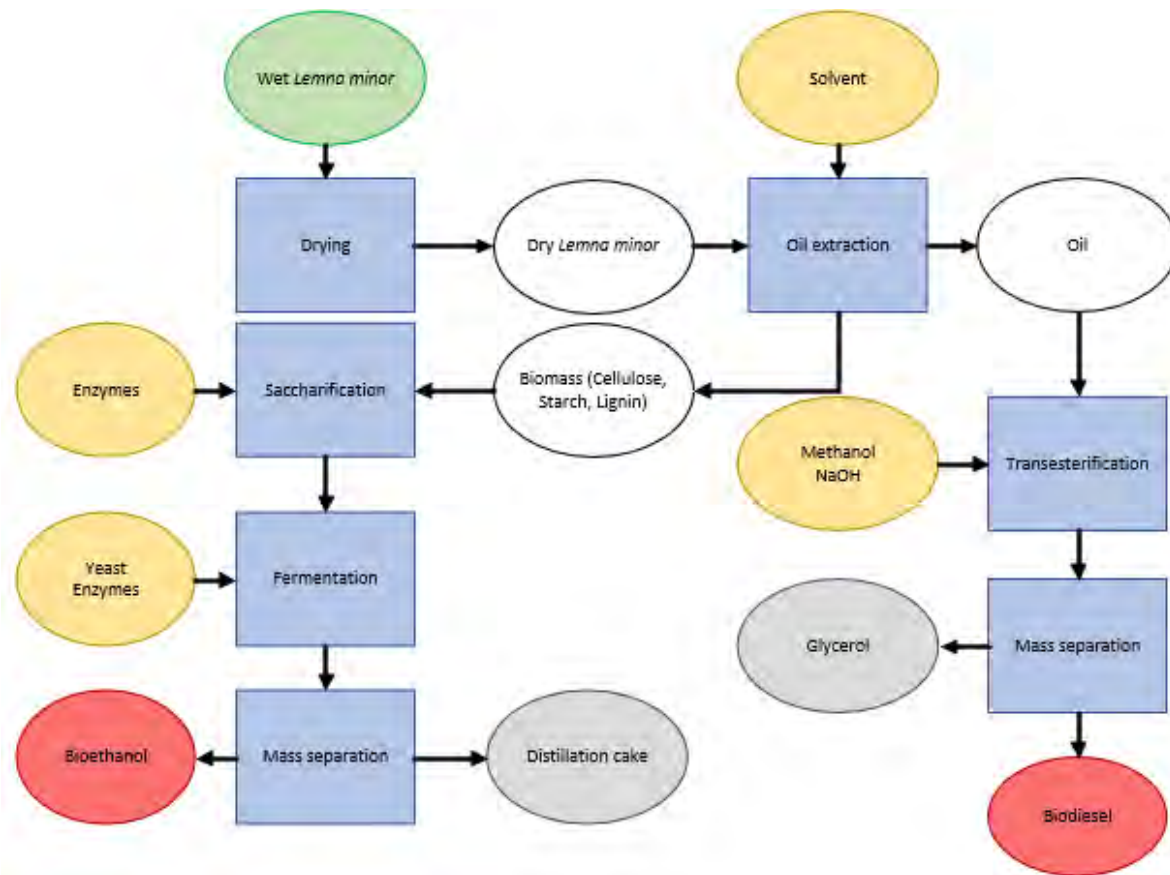 Wet Lemna minor
Solvent
Drying
Dry Lemna minor
Oil extraction
Oil
Enzymes
Saccharification
Biomass (Cellulose,
Starch, Lignin)
Methanol
NaOH
Transesterification
Yeast
Enzymes
Fermentation
Glycerol
Mass separation
Bioethanol
Mass separation
Distillation cake
Biodiesel